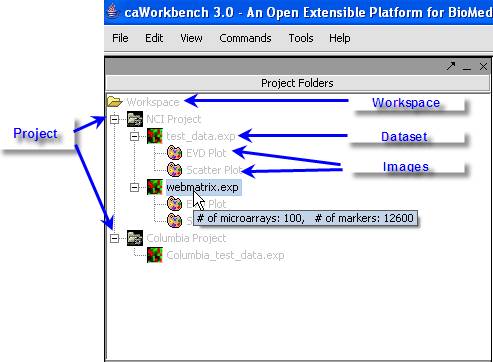 caWorkbench 3.0 - An Open Extensible Platform for BioMed
File Edit View Commands Tools Help
Project Folders
Workspace
Workspace
NCI Project
Project
test_data.exp
Dataset
EVD Plot
Images
Scatter Plot
webmatrix.exp
# of microarrays: 100, # of markers: 12600
Columbia Project
Columbia_test_data.exp